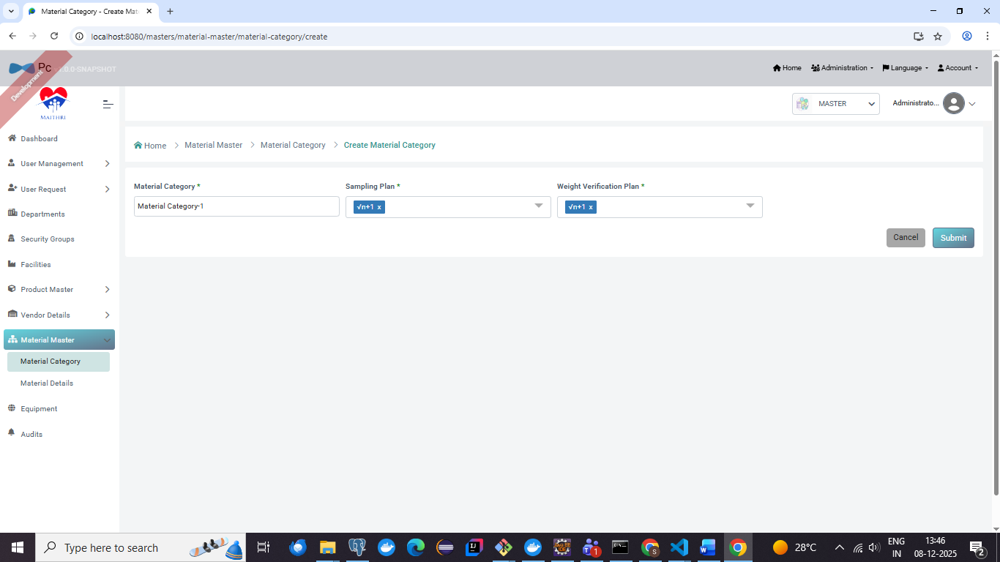 Material Category - Create Mat
localhost:8080/masters/material-master/material-category/create
Pc v1.0.0-SNAPSHOT
Development
Home
Administration
Language
Account
MAITHRI
MASTER
Administrato...
Dashboard
User Management
User Request
Departments
Security Groups
Facilities
Product Master
Vendor Details
Material Master
Material Category
Material Details
Equipment
Audits
Home > Material Master > Material Category > Create Material Category
Material Category * Sampling Plan * Weight Verification Plan *
Material Category-1 √n+1 x √n+1 x
Cancel Submit
Type here to search
28°C
ENG
IN
13:46
08-12-2025
2